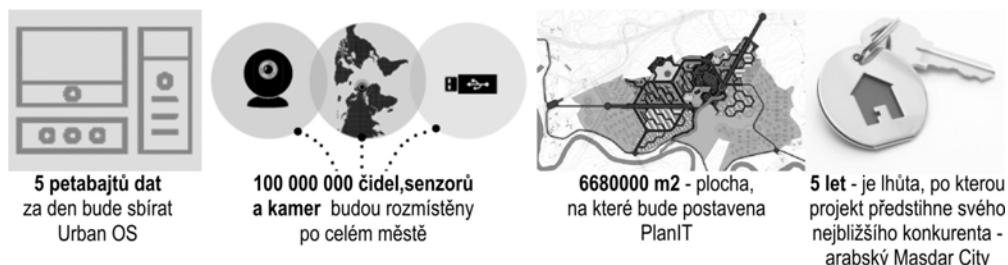 5 petabajtů dat
za den bude sbírat
Urban OS
100 000 000 čidel,senzorů
a kamer budou rozmístěny
po celém městě
6680000 m2 - plocha,
na které bude postavena
PlanIT
5 let - je lhůta, po kterou
projekt předstihne svého
nejbližšího konkurenta -
arabský Masdar City